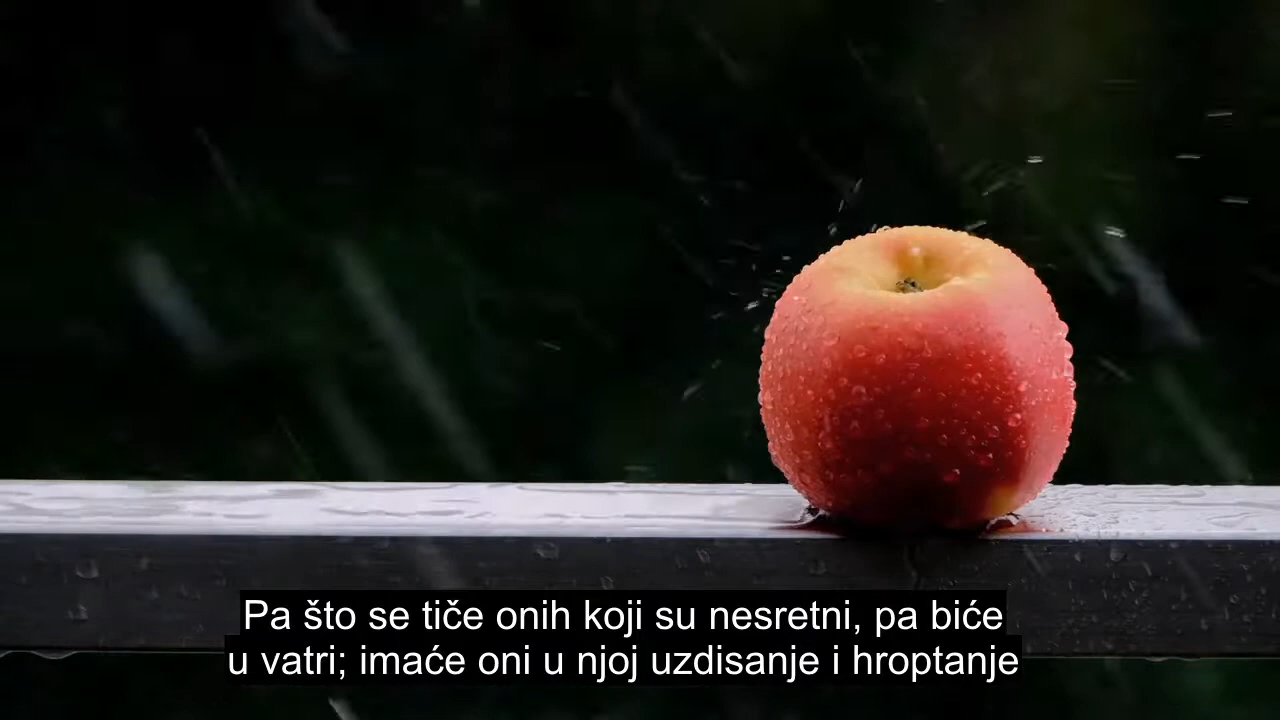 Pa što se tiče onih koji su nesretni, pa biće
u vatri; imaće oni u njoj uzdisanje i hroptanje